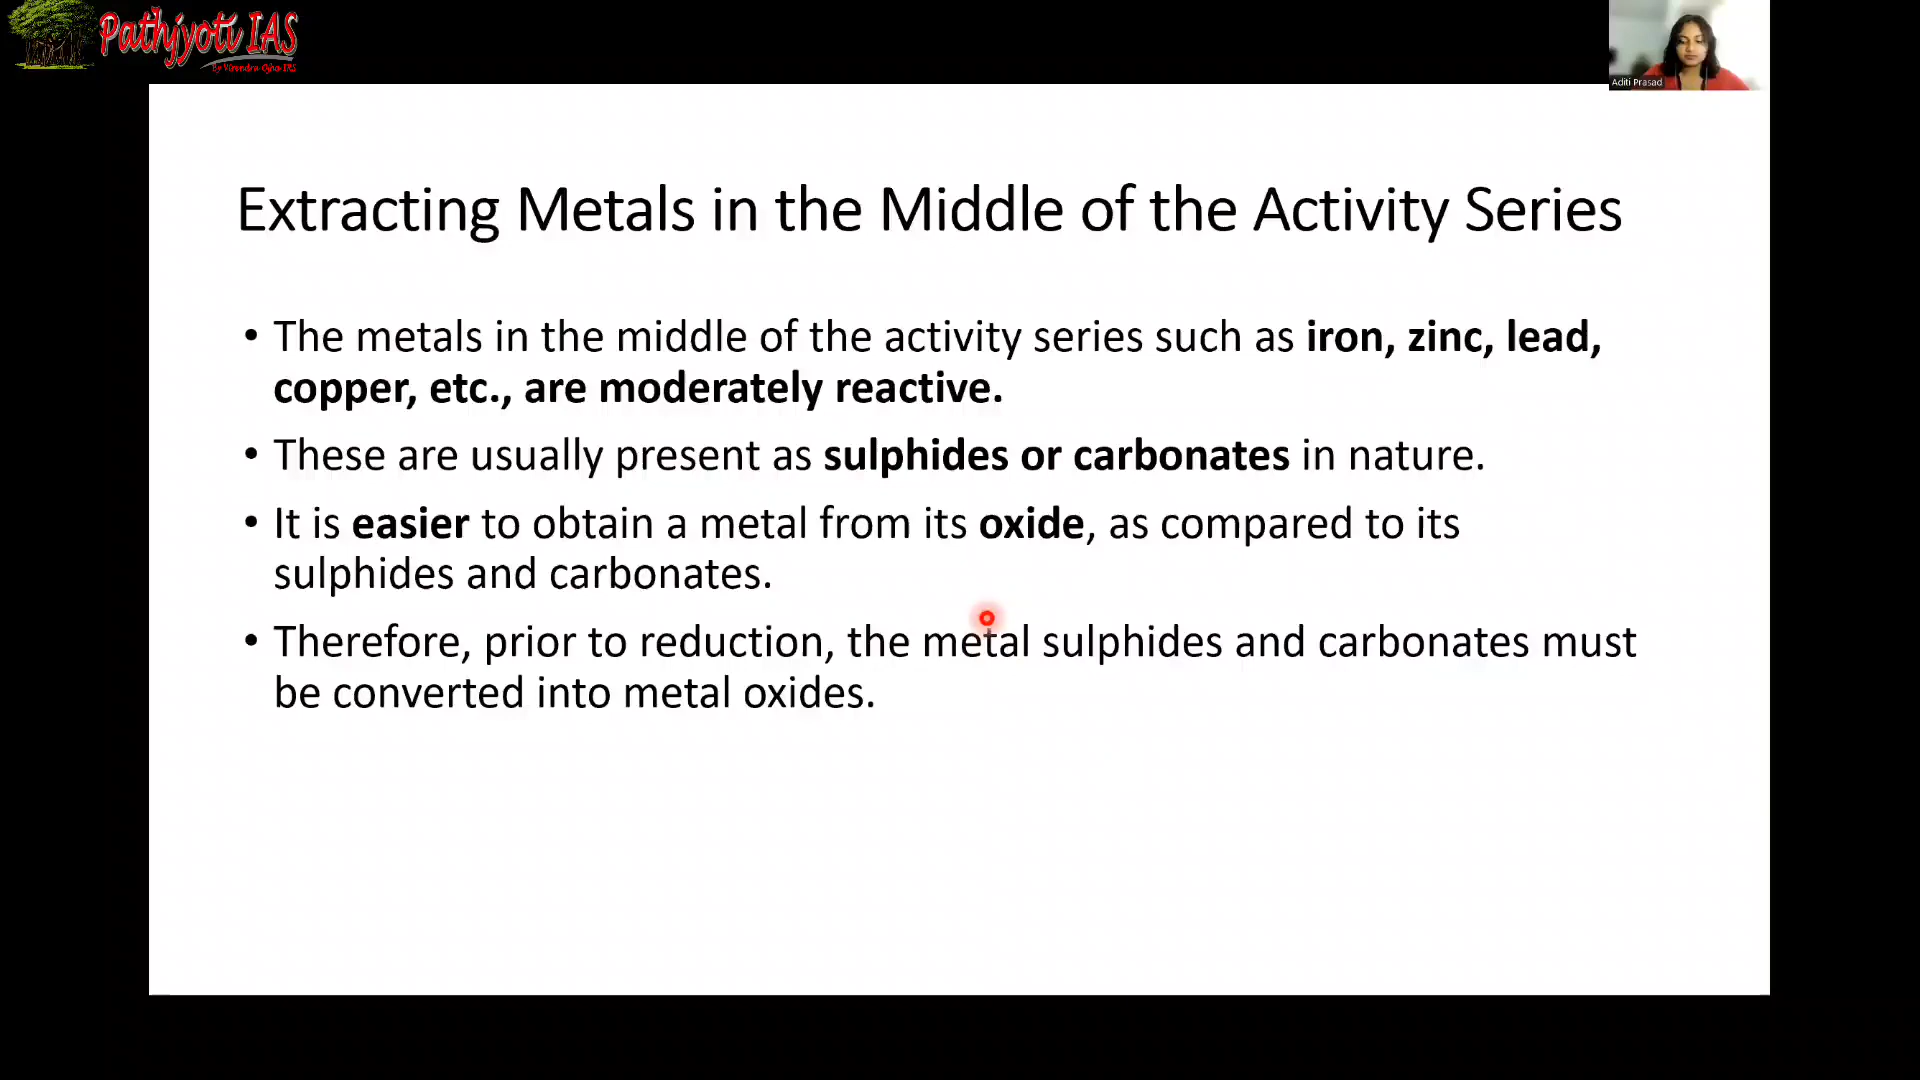 Pathjyoti IAS
By Virendra Ojha IRS
Aditi Prasad
Extracting Metals in the Middle of the Activity Series
• The metals in the middle of the activity series such as iron, zinc, lead,
copper, etc., are moderately reactive.
• These are usually present as sulphides or carbonates in nature.
• It is easier to obtain a metal from its oxide, as compared to its
sulphides and carbonates.
• Therefore, prior to reduction, the metal sulphides and carbonates must
be converted into metal oxides.